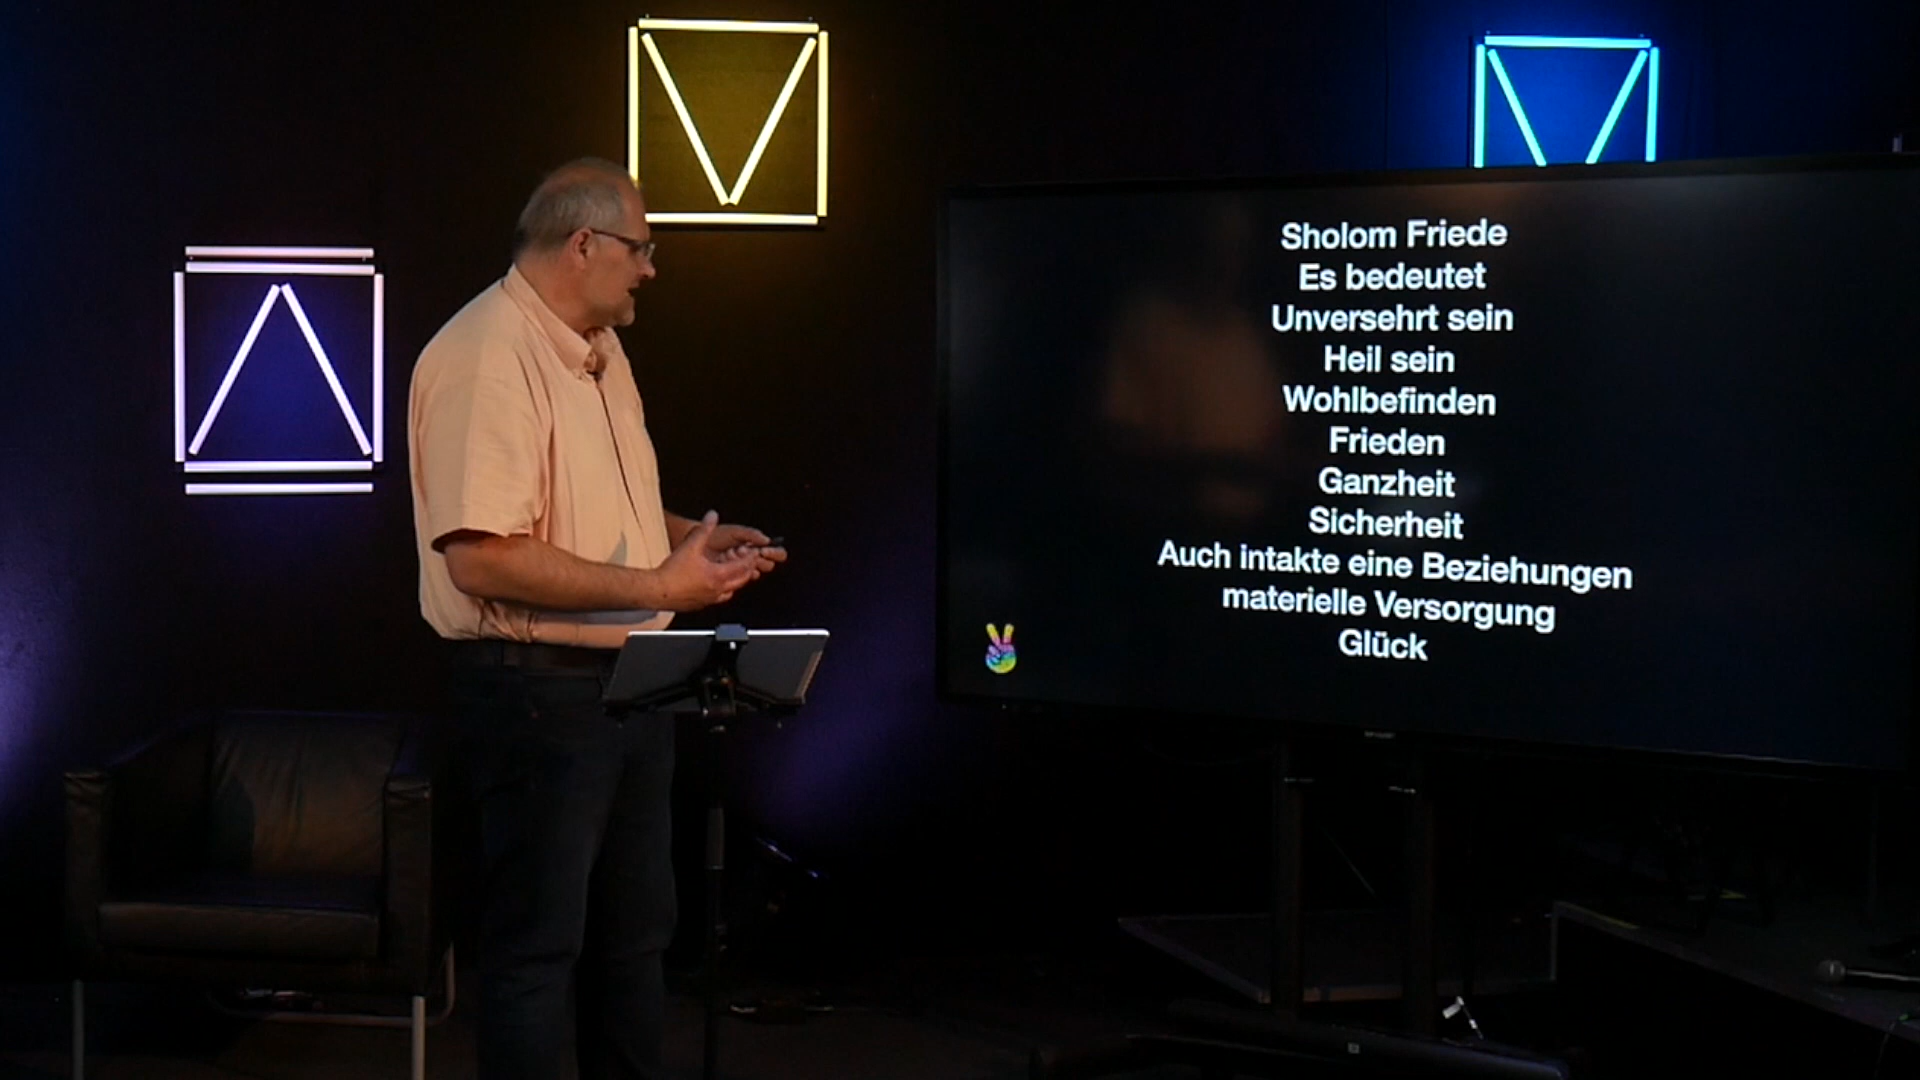 Sholom Friede
Es bedeutet
Unversehrt sein
Heil sein
Wohlbefinden
Frieden
Ganzheit
Sicherheit
Auch intakte eine Beziehungen
materielle Versorgung
Glück